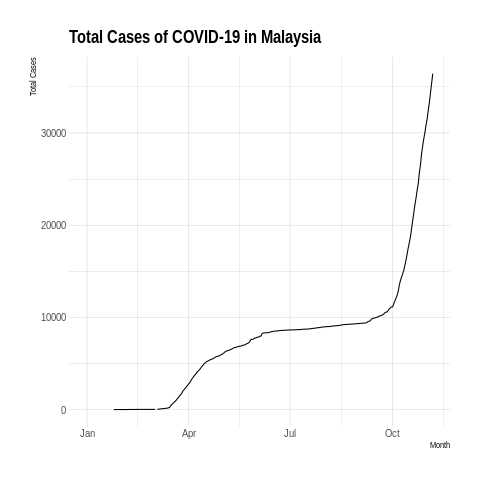 Total Cases of COVID-19 in Malaysia
Total Cases
30000
20000
10000
0
Jan Apr Jul Oct
Month